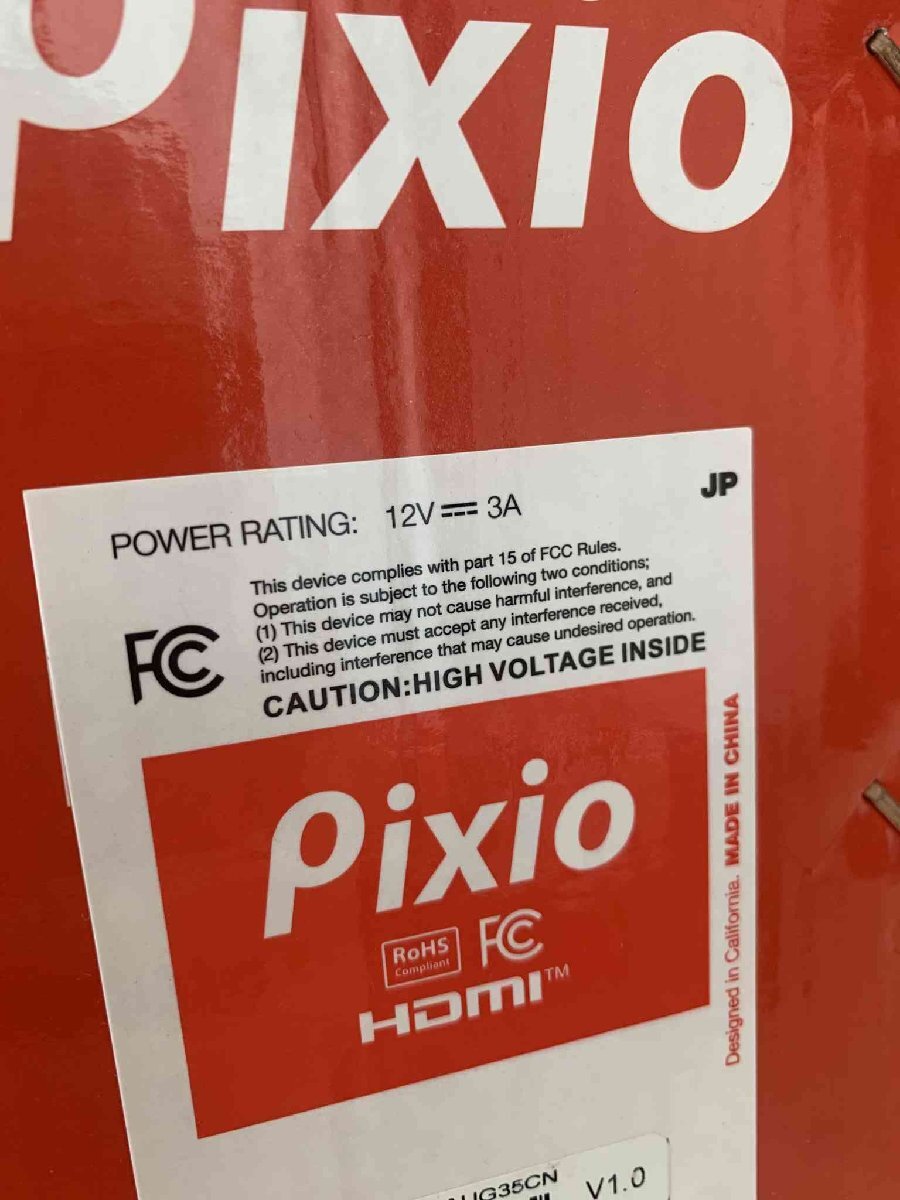 Pixio
POWER RATING: 12V⎓3A
JP
This device complies with part 15 of FCC Rules.
Operation is subject to the following two conditions;
(1) This device may not cause harmful interference, and
(2) This device must accept any interference received,
including interference that may cause undesired operation.
FC
CAUTION:HIGH VOLTAGE INSIDE
Pixio
RoHS
Compliant
FC
HDMI™
Designed in California. MADE IN CHINA
V1.0